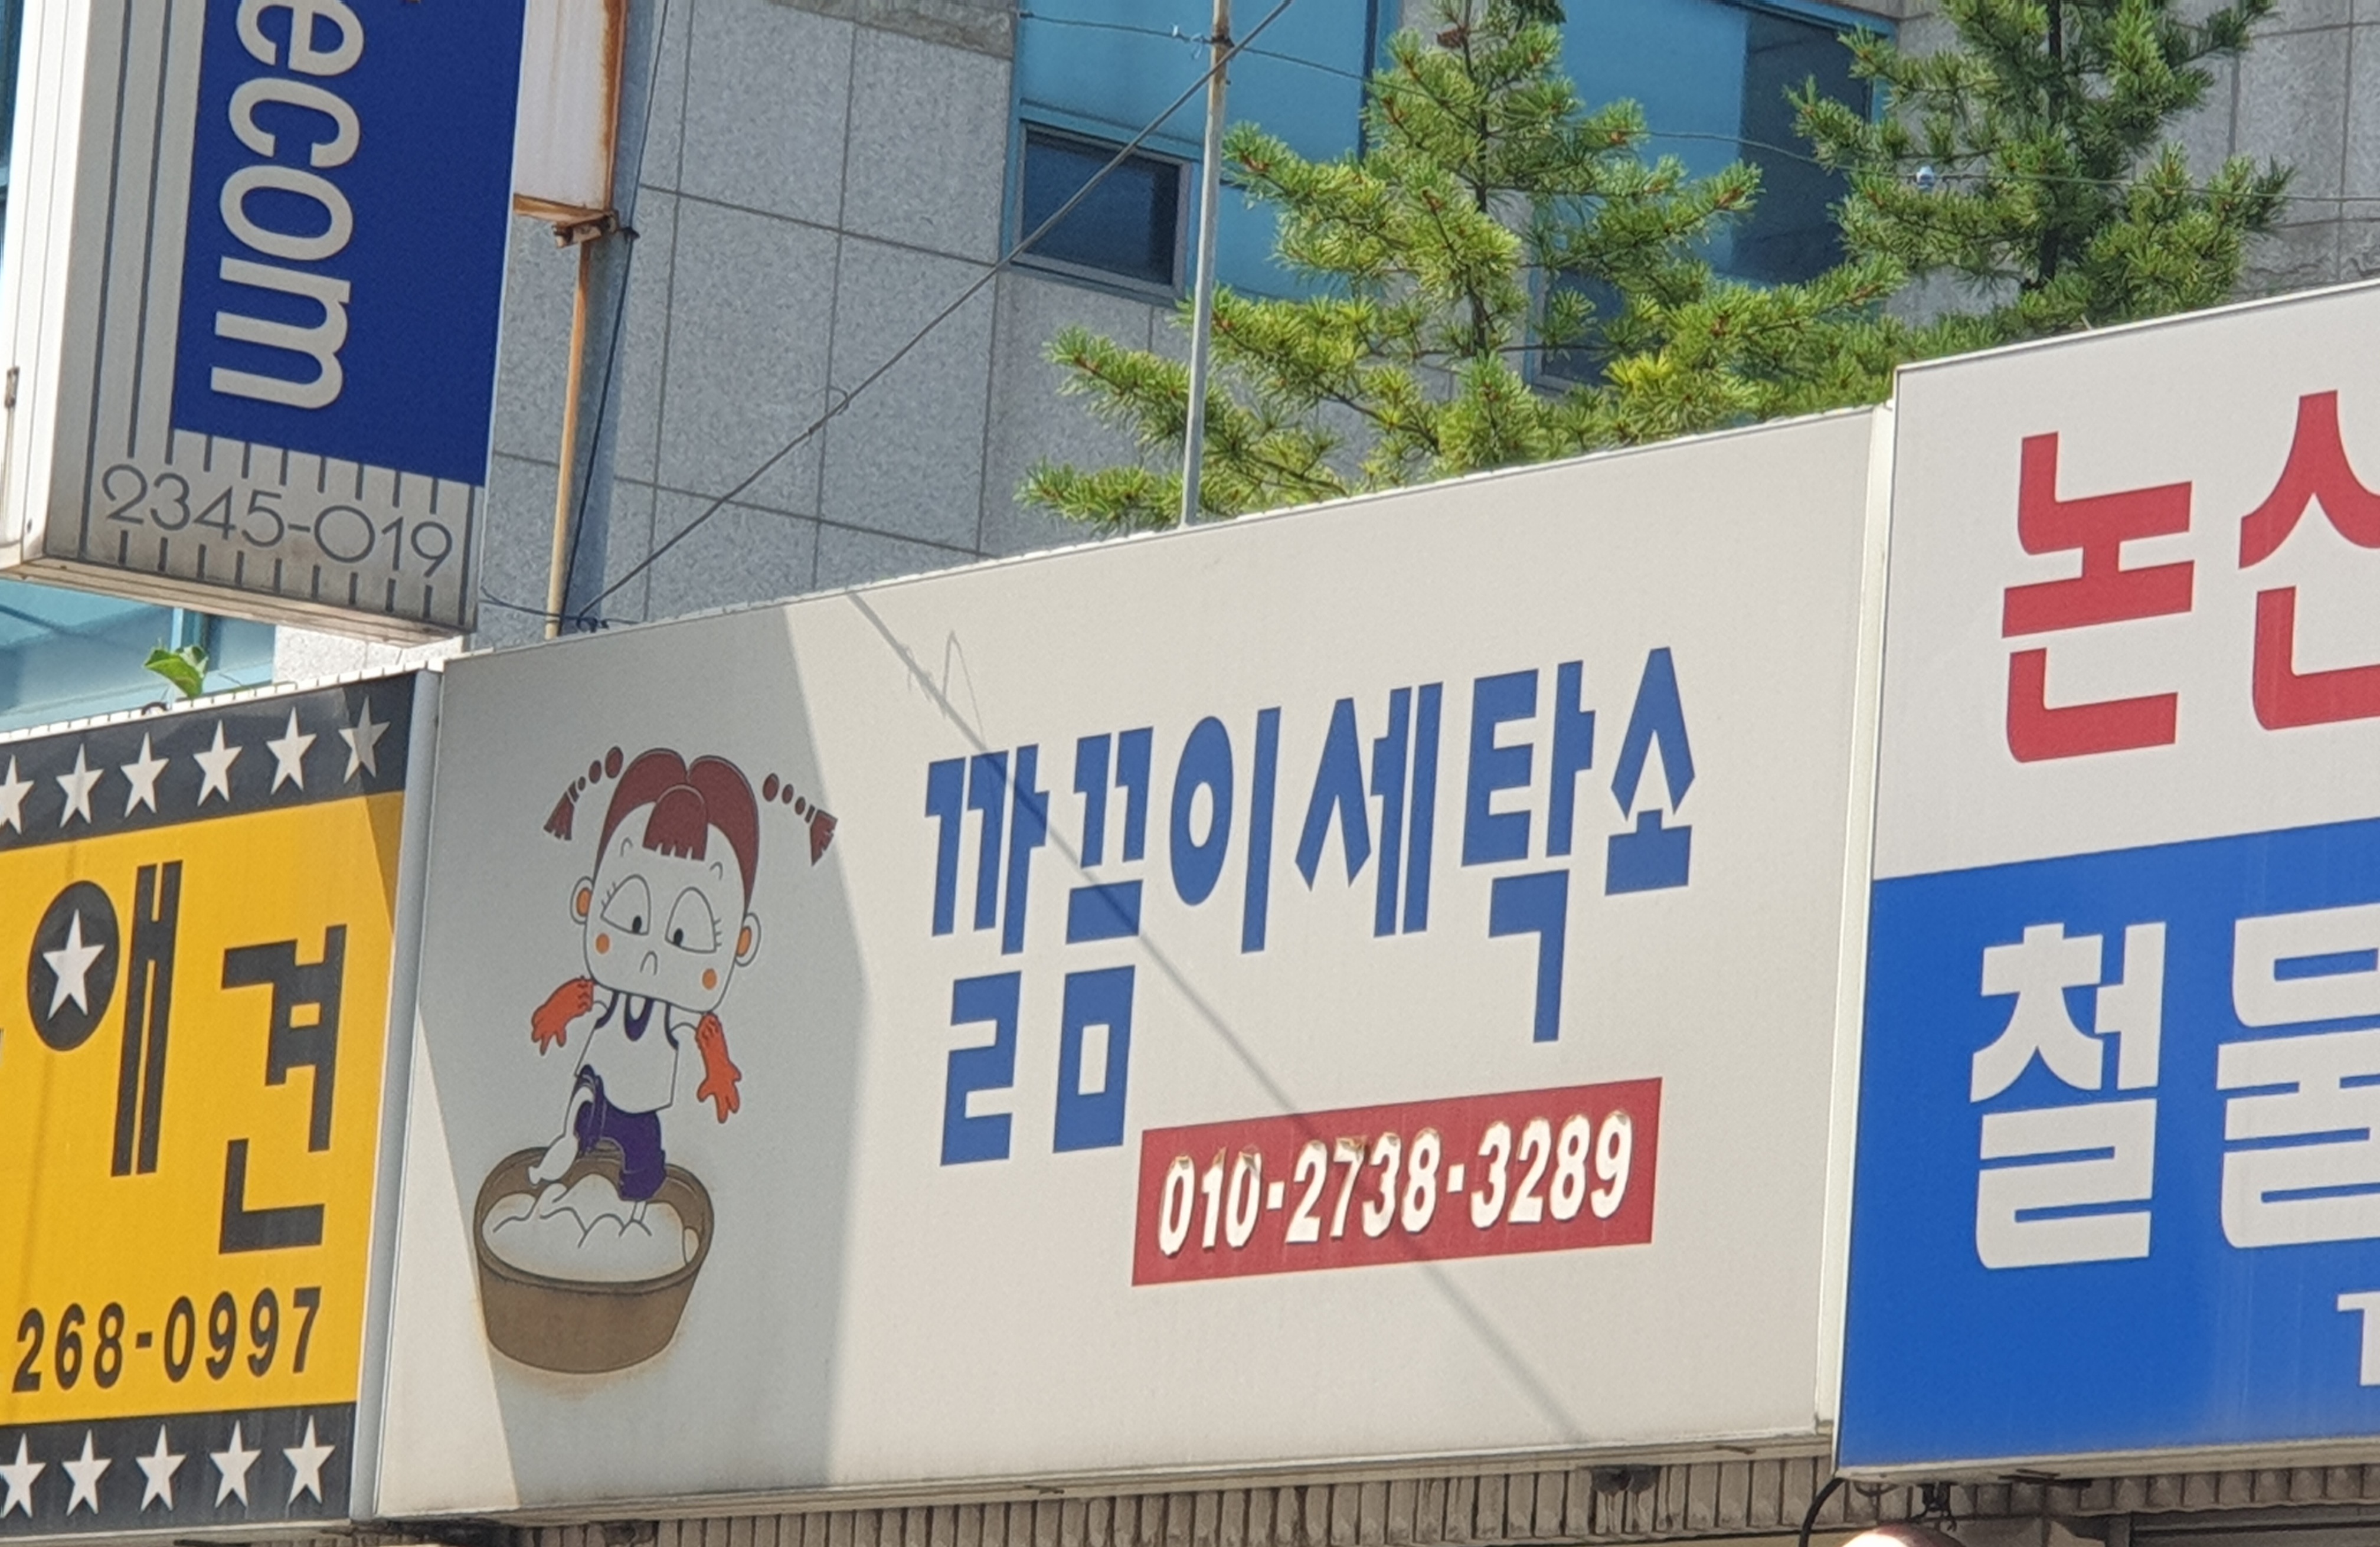 ecom
2345-019
애견
268-0997
깔끔이세탁소
010-2738-3289
논산
철물